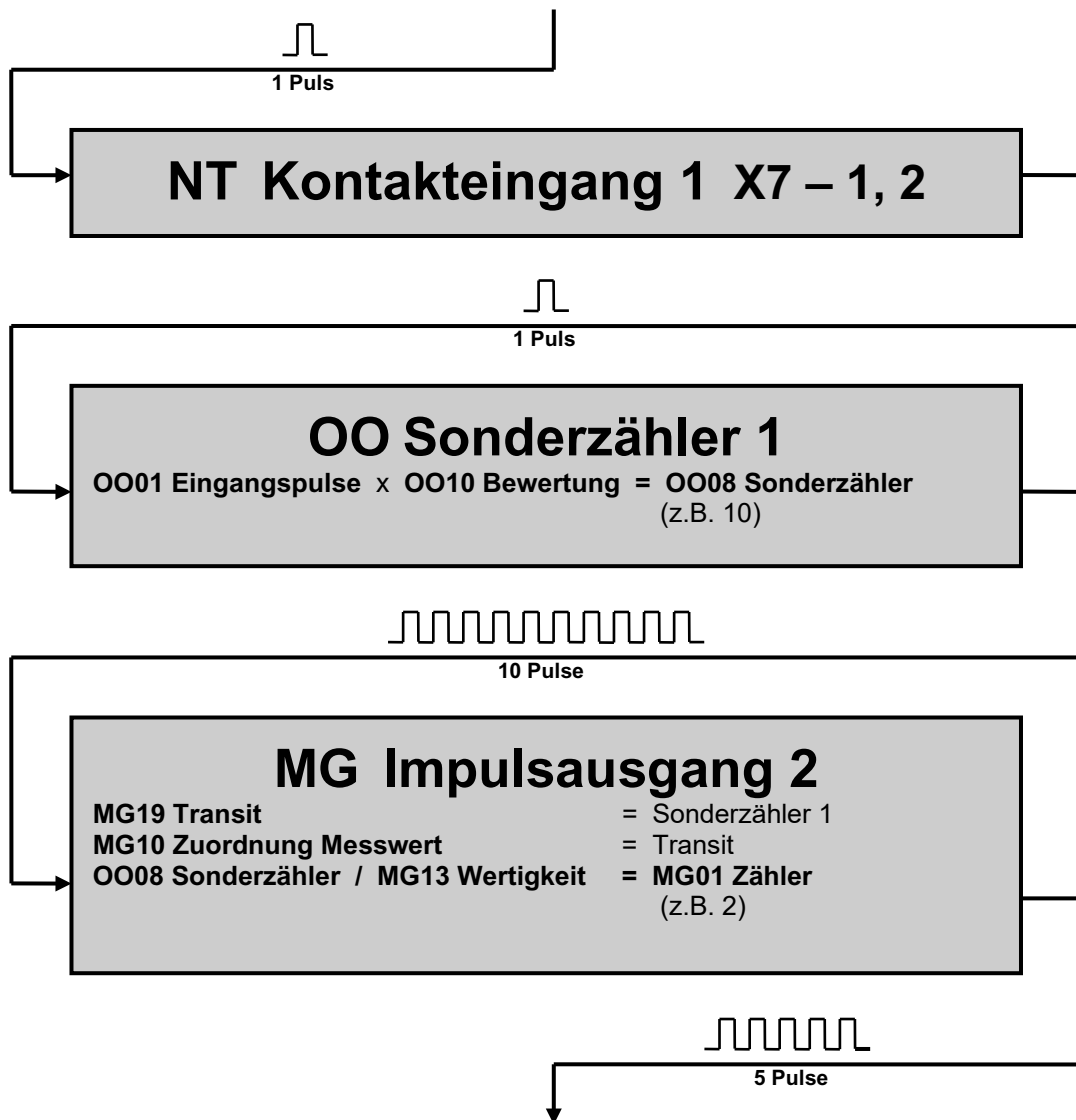 1 Puls
NT Kontakteingang 1 X7 – 1, 2
1 Puls
OO Sonderzähler 1
OO01 Eingangspulse x OO10 Bewertung = OO08 Sonderzähler
(z.B. 10)
10 Pulse
MG Impulsausgang 2
MG19 Transit = Sonderzähler 1
MG10 Zuordnung Messwert = Transit
OO08 Sonderzähler / MG13 Wertigkeit = MG01 Zähler
(z.B. 2)
5 Pulse